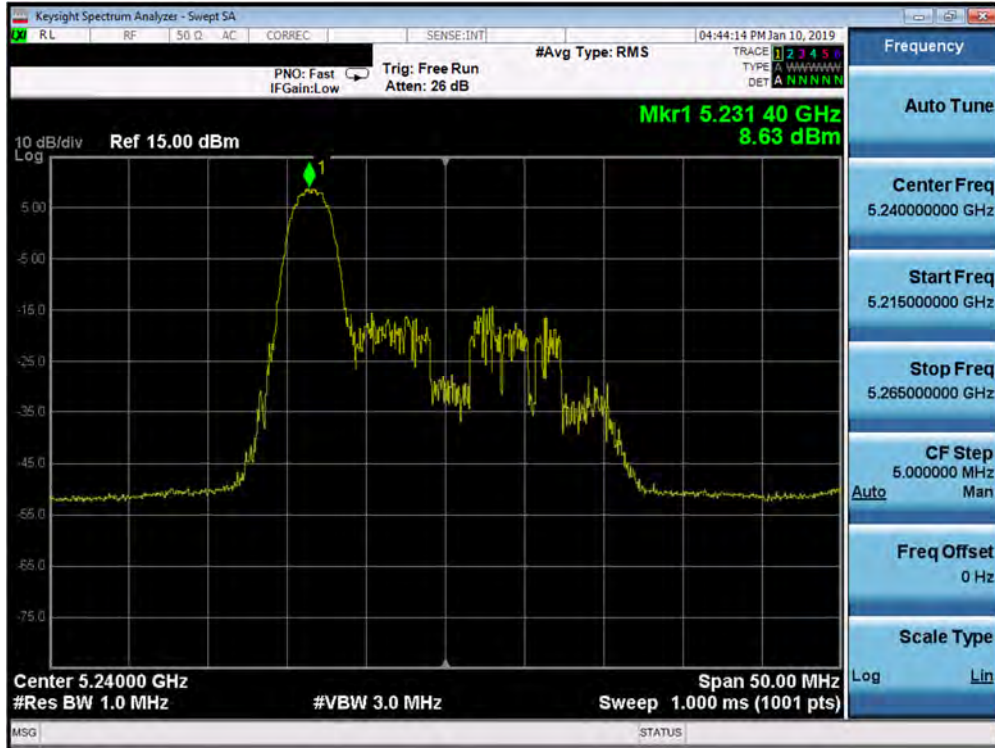 Keysight Spectrum Analyzer - Swept SA
LXI RL RF 50 Ω AC CORREC SENSE:INT 04:44:14 PM Jan 10, 2019
#Avg Type: RMS
TRACE 1 2 3 4 5 6
PNO: Fast Trig: Free Run
TYPE A WWWWW
IFGain:Low Atten: 26 dB
DET A N N N N N
Mkr1 5.231 40 GHz
10 dB/div Ref 15.00 dBm 8.63 dBm
Log
1
5.00
-5.00
-15.0
-25.0
-35.0
-45.0
-55.0
-65.0
-75.0
Center 5.24000 GHz Span 50.00 MHz
#Res BW 1.0 MHz #VBW 3.0 MHz Sweep 1.000 ms (1001 pts)
MSG STATUS
Frequency
Auto Tune
Center Freq
5.240000000 GHz
Start Freq
5.215000000 GHz
Stop Freq
5.265000000 GHz
CF Step
5.000000 MHz
Auto Man
Freq Offset
0 Hz
Scale Type
Log Lin